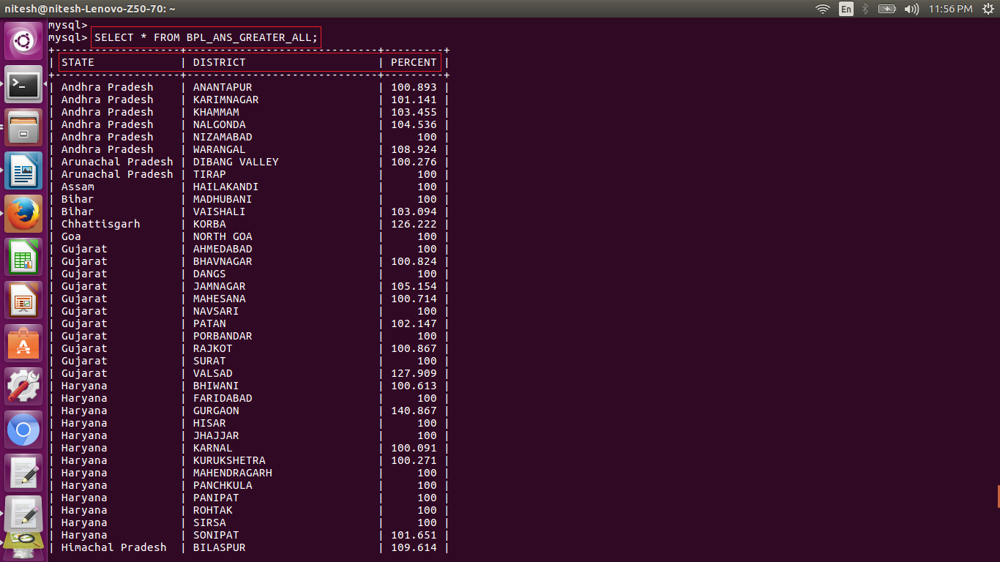 nitesh@nitesh-Lenovo-Z50-70: ~ En 11:56 PM
mysql>
mysql> SELECT * FROM BPL_ANS_GREATER_ALL;
+-------------------+-----------------------------+---------+
| STATE | DISTRICT | PERCENT |
+-------------------+-----------------------------+---------+
| Andhra Pradesh | ANANTAPUR | 100.893 |
| Andhra Pradesh | KARIMNAGAR | 101.141 |
| Andhra Pradesh | KHAMMAM | 103.455 |
| Andhra Pradesh | NALGONDA | 104.536 |
| Andhra Pradesh | NIZAMABAD | 100 |
| Andhra Pradesh | WARANGAL | 108.924 |
| Arunachal Pradesh | DIBANG VALLEY | 100.276 |
| Arunachal Pradesh | TIRAP | 100 |
| Assam | HAILAKANDI | 100 |
| Bihar | MADHUBANI | 100 |
| Bihar | VAISHALI | 103.094 |
| Chhattisgarh | KORBA | 126.222 |
| Goa | NORTH GOA | 100 |
| Gujarat | AHMEDABAD | 100 |
| Gujarat | BHAVNAGAR | 100.824 |
| Gujarat | DANGS | 100 |
| Gujarat | JAMNAGAR | 105.154 |
| Gujarat | MAHESANA | 100.714 |
| Gujarat | NAVSARI | 100 |
| Gujarat | PATAN | 102.147 |
| Gujarat | PORBANDAR | 100 |
| Gujarat | RAJKOT | 100.867 |
| Gujarat | SURAT | 100 |
| Gujarat | VALSAD | 127.909 |
| Haryana | BHIWANI | 100.613 |
| Haryana | FARIDABAD | 100 |
| Haryana | GURGAON | 140.867 |
| Haryana | HISAR | 100 |
| Haryana | JHAJJAR | 100 |
| Haryana | KARNAL | 100.091 |
| Haryana | KURUKSHETRA | 100.271 |
| Haryana | MAHENDRAGARH | 100 |
| Haryana | PANCHKULA | 100 |
| Haryana | PANIPAT | 100 |
| Haryana | ROHTAK | 100 |
| Haryana | SIRSA | 100 |
| Haryana | SONIPAT | 101.651 |
| Himachal Pradesh | BILASPUR | 109.614 |